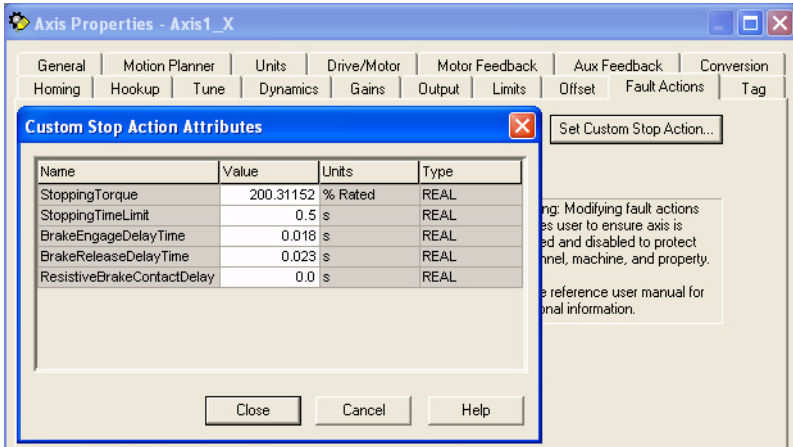 Axis Properties - Axis1_X
General Motion Planner Units Drive/Motor Motor Feedback Aux Feedback Conversion
Homing Hookup Tune Dynamics Gains Output Limits Offset Fault Actions Tag
Custom Stop Action Attributes
Set Custom Stop Action...
Name Value Units Type
StoppingTorque 200.31152 % Rated REAL
StoppingTimeLimit 0.5 s REAL
BrakeEngageDelayTime 0.018 s REAL
BrakeReleaseDelayTime 0.023 s REAL
ResistiveBrakeContactDelay 0.0 s REAL
ng: Modifying fault actions
es user to ensure axis is
ed and disabled to protect
nnel, machine, and property.
e reference user manual for
onal information.
Close Cancel Help